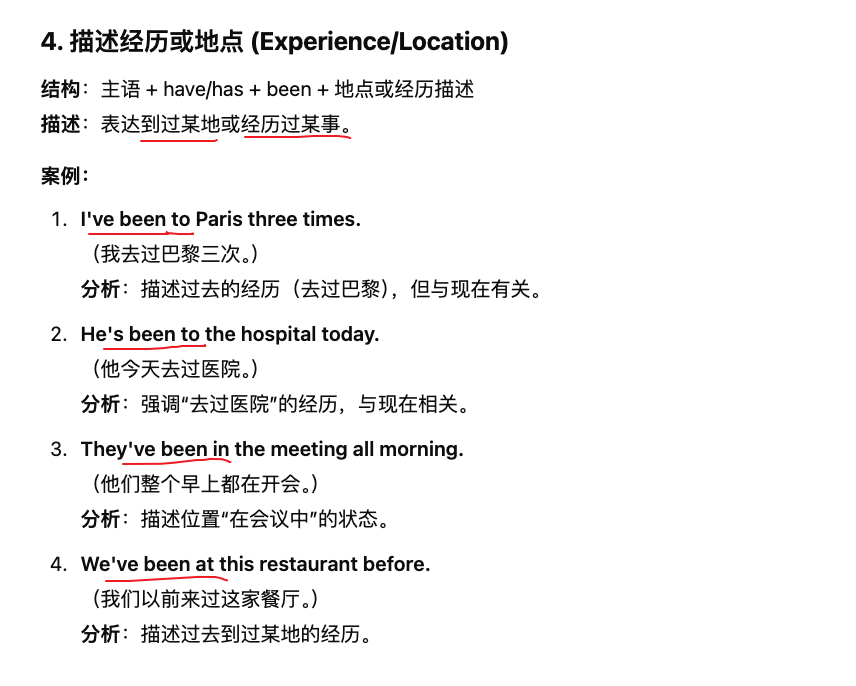 4. 描述经历或地点 (Experience/Location)
结构：主语 + have/has + been + 地点或经历描述
描述：表达到过某地或经历过某事。
案例：
1. I've been to Paris three times.
（我去过巴黎三次。）
分析：描述过去的经历（去过巴黎），但与现在有关。
2. He's been to the hospital today.
（他今天去过医院。）
分析：强调“去过医院”的经历，与现在相关。
3. They've been in the meeting all morning.
（他们整个早上都在开会。）
分析：描述位置“在会议中”的状态。
4. We've been at this restaurant before.
（我们以前来过这家餐厅。）
分析：描述过去到过某地的经历。